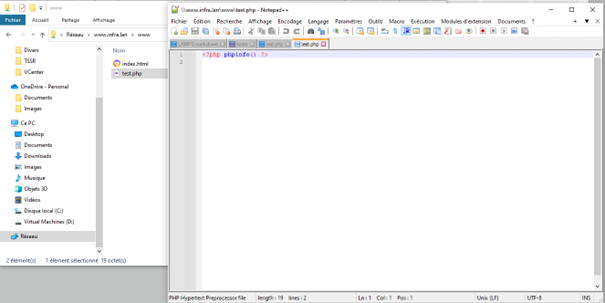 www
\\www.infra.lan\www\test.php - Notepad++
Fichier
Accueil
Partage
Affichage
Fichier Edition Recherche Affichage Encodage Langage Paramètres Outils Macro Exécution Modules d'extension Documents ?
Réseau > www.infra.lan > www
Nom
index.html
test.php
Divers
TSSR
VCenter
OneDrive - Personal
Documents
Images
Ce PC
Desktop
Documents
Downloads
Images
Musique
Objets 3D
Vidéos
Disque local (C:)
Virtual Machines (D:)
Réseau
2 élément(s) 1 élément sélectionné 19 octet(s)
test.php
1 <?php phpinfo() ?>
2
PHP Hypertext Preprocessor file length : 19 lines : 2 Ln : 1 Col : 1 Pos : 1 Unix (LF) UTF-8 INS